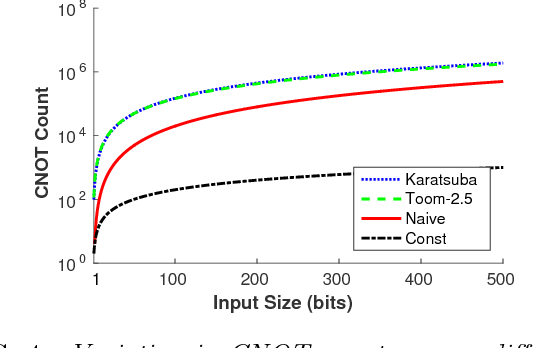 10 8
10 6
10 4
10 2
10 0
CNOT Count
Karatsuba
Toom-2.5
Naive
Const
1 100 200 300 400 500
Input Size (bits)